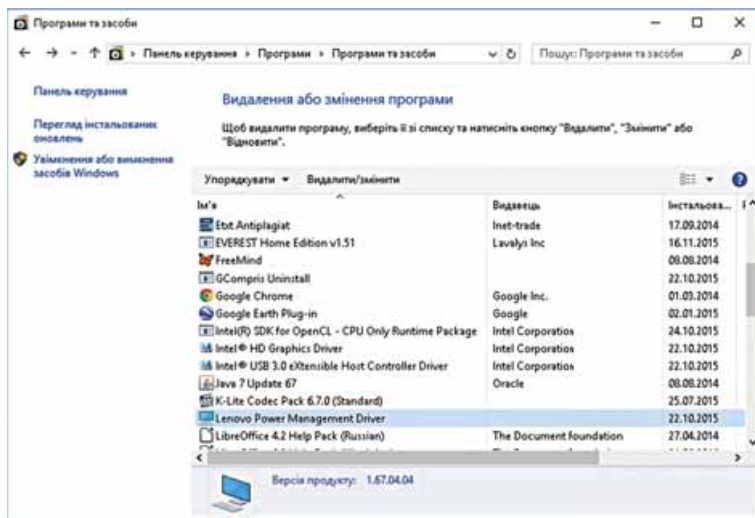 Програми та засоби
Панель керування › Програми › Програми та засоби
Пошук: Програми та засоби
Панель керування
Перегляд інстальованих
оновлень
Увімкнення або вимкнення
засобів Windows
Видалення або змінення програми
Щоб видалити програму, виберіть її зі списку та натисніть кнопку "Видалити", "Змінити" або
"Відновити".
Упорядкувати Видалити/змінити
Ім'я Видавець Інстальова...
Etxt Antiplagiat Inet-trade 17.09.2014
EVEREST Home Edition v1.51 Lavalys Inc 16.11.2015
FreeMind 08.08.2014
GCompris Uninstall 22.10.2015
Google Chrome Google Inc. 01.03.2014
Google Earth Plug-in Google 02.01.2015
Intel(R) SDK for OpenCL - CPU Only Runtime Package Intel Corporation 24.10.2015
Intel® HD Graphics Driver Intel Corporation 22.10.2015
Intel® USB 3.0 eXtensible Host Controller Driver Intel Corporation 22.10.2015
Java 7 Update 67 Oracle 08.08.2014
K-Lite Codec Pack 6.7.0 (Standard) 25.07.2015
Lenovo Power Management Driver 22.10.2015
LibreOffice 4.2 Help Pack (Russian) The Document Foundation 27.04.2014
Версія продукту: 1.67.04.04